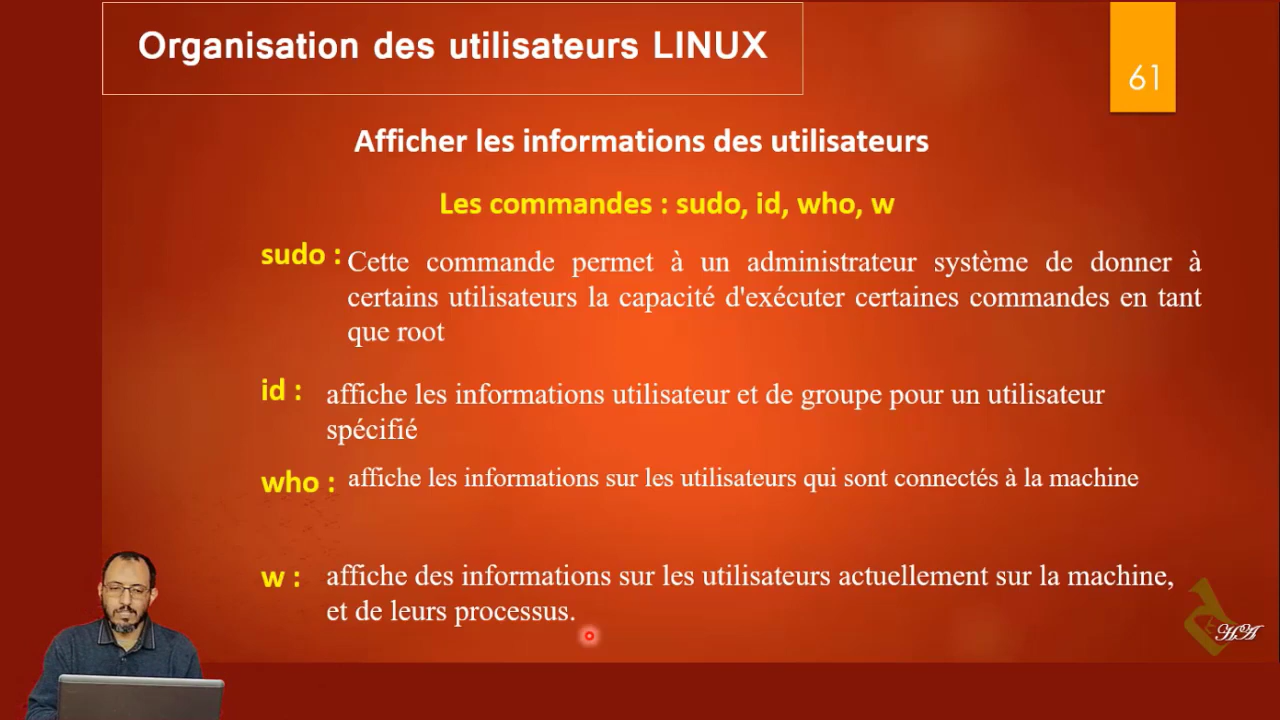 Organisation des utilisateurs LINUX
61
Afficher les informations des utilisateurs
Les commandes : sudo, id, who, w
sudo : Cette commande permet à un administrateur système de donner à
certains utilisateurs la capacité d'exécuter certaines commandes en tant
que root
id : affiche les informations utilisateur et de groupe pour un utilisateur
spécifié
who : affiche les informations sur les utilisateurs qui sont connectés à la machine
w : affiche des informations sur les utilisateurs actuellement sur la machine,
et de leurs processus.
HA